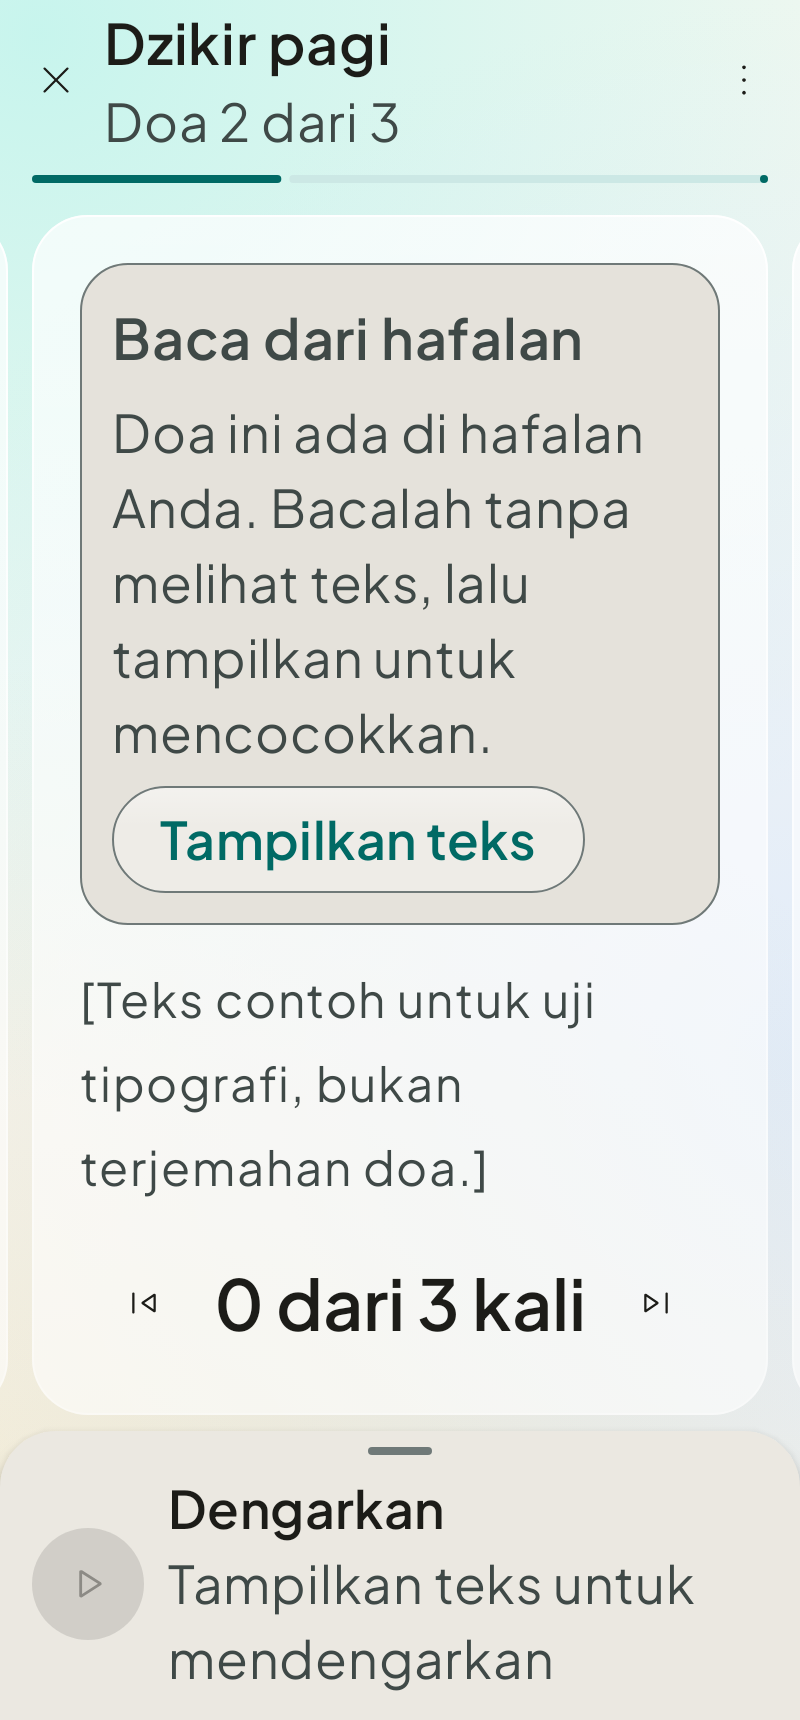 Dzikir pagi
Doa 2 dari 3
Baca dari hafalan
Doa ini ada di hafalan
Anda. Bacalah tanpa
melihat teks, lalu
tampilkan untuk
mencocokkan.
Tampilkan teks
[Teks contoh untuk uji
tipografi, bukan
terjemahan doa.]
0 dari 3 kali
Dengarkan
Tampilkan teks untuk
mendengarkan